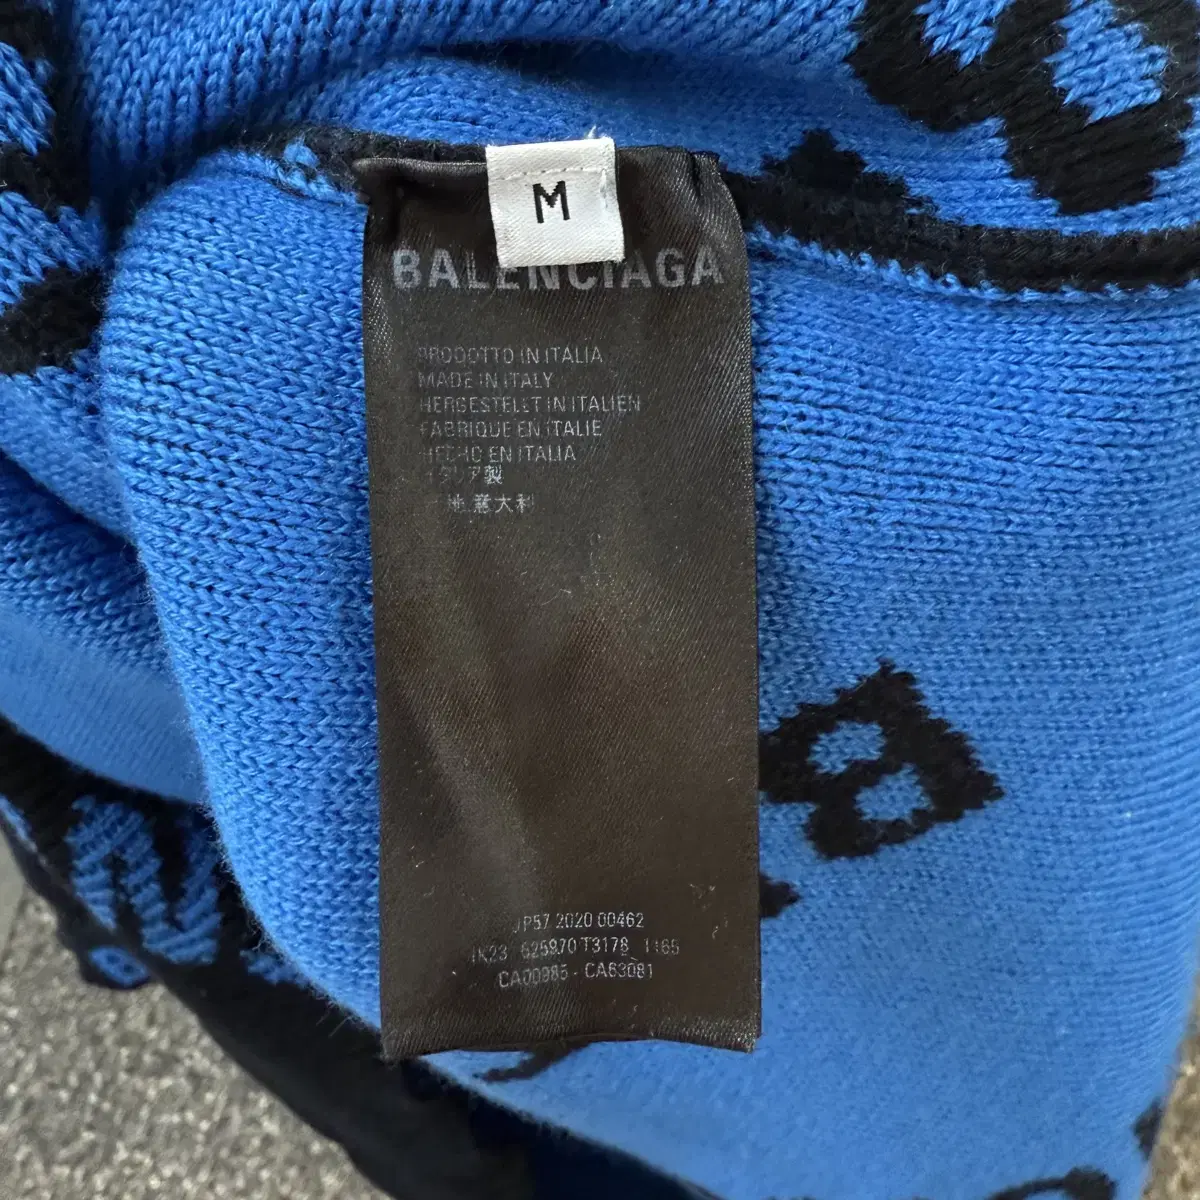 M
BALENCIAGA
PRODOTTO IN ITALIA
MADE IN ITALY
HERGESTELLT IN ITALIEN
FABRIQUE EN ITALIE
HECHO EN ITALIA
イタリア製
地 意大利
B
JP57 2020 00462
1K23 625970 T3178 1165
CA00985 - CA63081